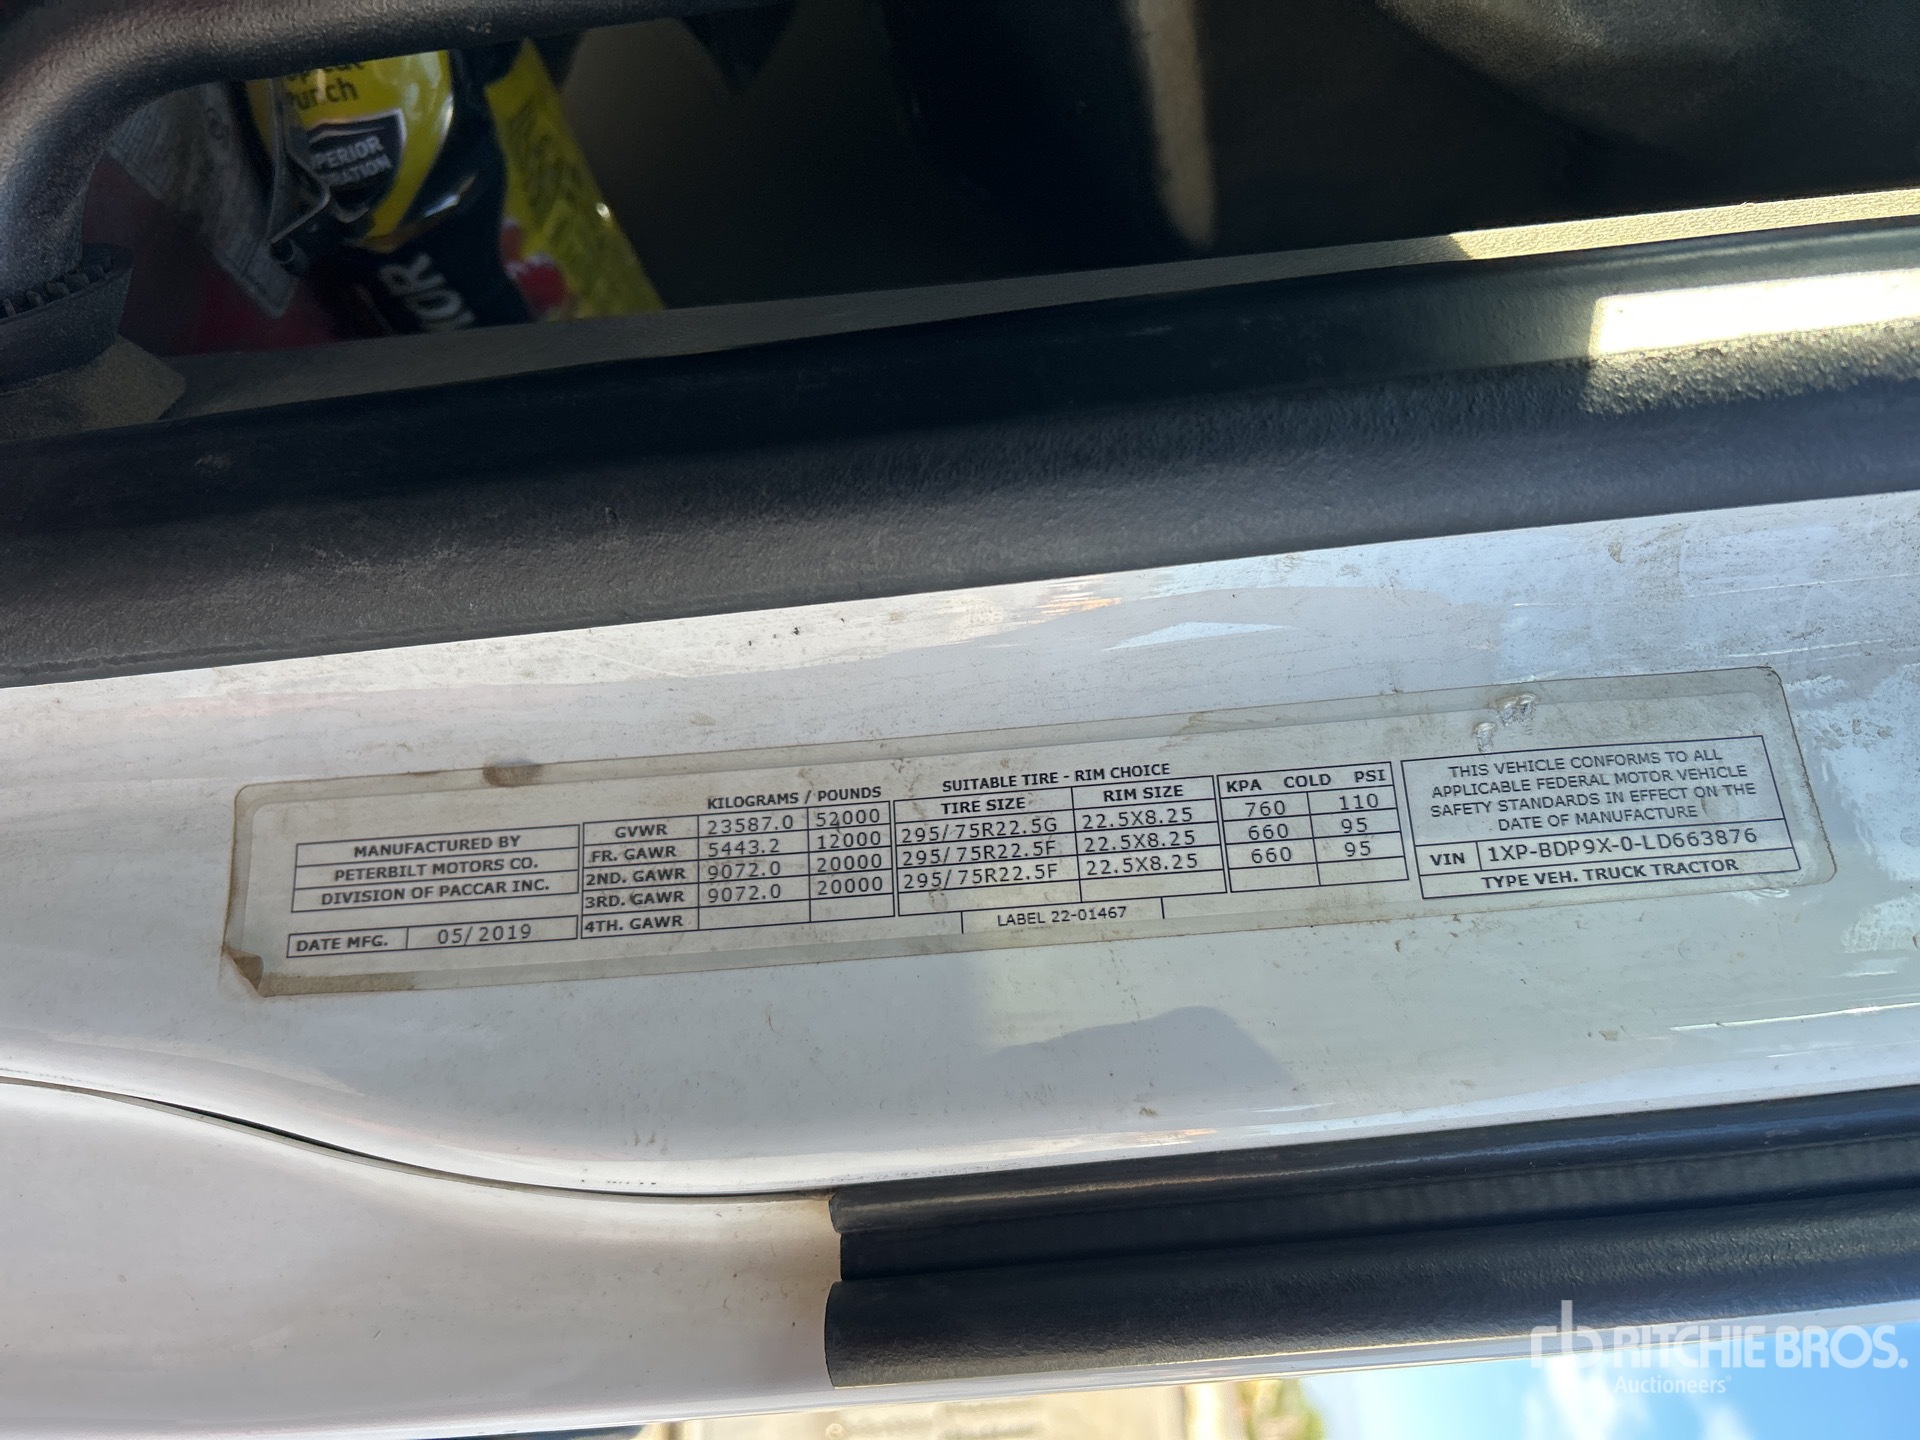 Punch
MANUFACTURED BY
PETERBILT MOTORS CO.
DIVISION OF PACCAR INC.
DATE MFG. 05/2019
KILOGRAMS / POUNDS
GVWR 23587.0 52000
FR. GAWR 5443.2 12000
2ND. GAWR 9072.0 20000
3RD. GAWR 9072.0 20000
4TH. GAWR
SUITABLE TIRE - RIM CHOICE
TIRE SIZE RIM SIZE
295/75R22.5G 22.5X8.25
295/75R22.5F 22.5X8.25
295/75R22.5F 22.5X8.25
LABEL 22-01467
KPA COLD PSI
760 110
660 95
660 95
THIS VEHICLE CONFORMS TO ALL
APPLICABLE FEDERAL MOTOR VEHICLE
SAFETY STANDARDS IN EFFECT ON THE
DATE OF MANUFACTURE
VIN 1XP-BDP9X-0-LD663876
TYPE VEH. TRUCK TRACTOR
rb RITCHIE BROS.
Auctioneers